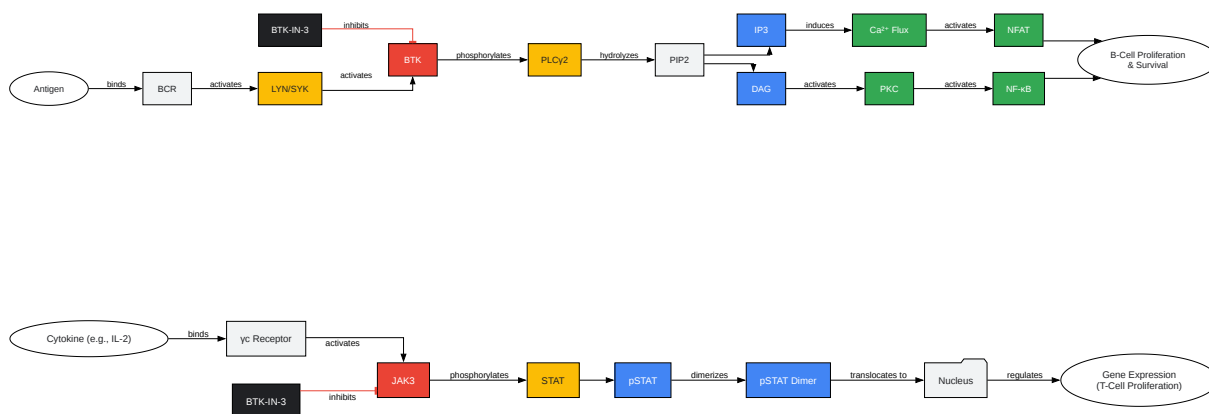 BTK-IN-3
inhibits
IP3
induces
Ca²⁺ Flux
activates
NFAT
BTK
phosphorylates
PLCγ2
hydrolyzes
PIP2
B-Cell Proliferation
& Survival
Antigen
binds
BCR
activates
LYN/SYK
activates
DAG
activates
PKC
activates
NF-κB
Cytokine (e.g., IL-2)
binds
γc Receptor
activates
JAK3
phosphorylates
STAT
pSTAT
dimerizes
pSTAT Dimer
translocates to
Nucleus
regulates
Gene Expression
(T-Cell Proliferation)
BTK-IN-3
inhibits